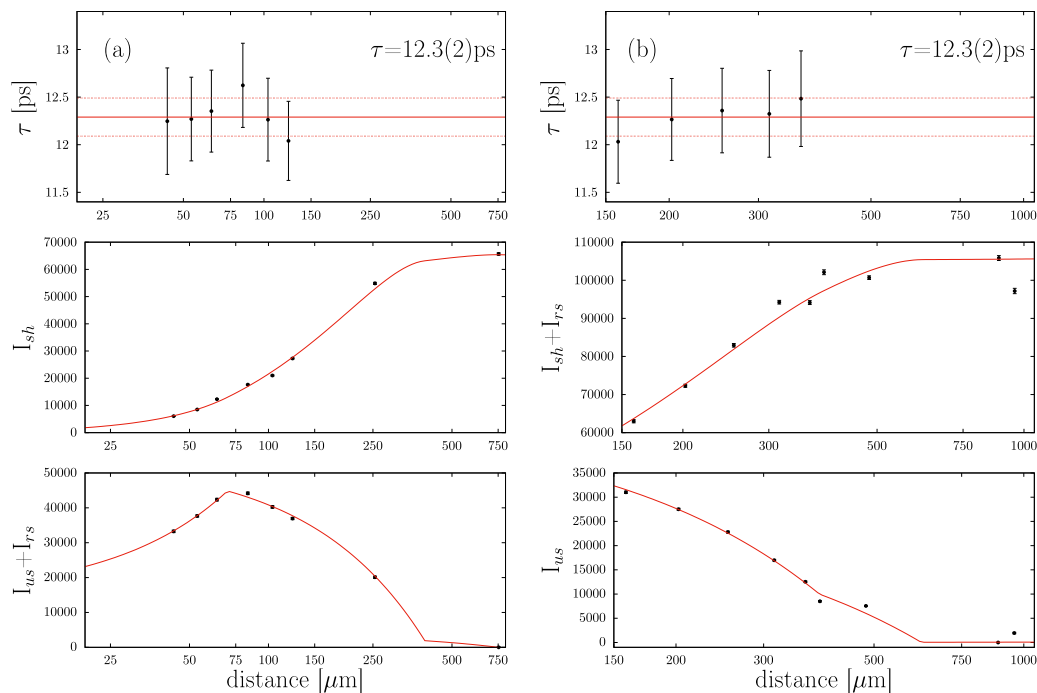 (a)
τ=12.3(2)ps
τ [ps]
13
12.5
12
11.5
25 50 75 100 150 250 500 750
I_sh
70000
60000
50000
40000
30000
20000
10000
0
25 50 75 100 150 250 500 750
I_us+I_rs
50000
40000
30000
20000
10000
0
25 50 75 100 150 250 500 750
distance [μm]
(b)
τ=12.3(2)ps
τ [ps]
13
12.5
12
11.5
150 200 300 500 750 1000
I_sh+I_rs
110000
100000
90000
80000
70000
60000
150 200 300 500 750 1000
I_us
35000
30000
25000
20000
15000
10000
5000
0
150 200 300 500 750 1000
distance [μm]